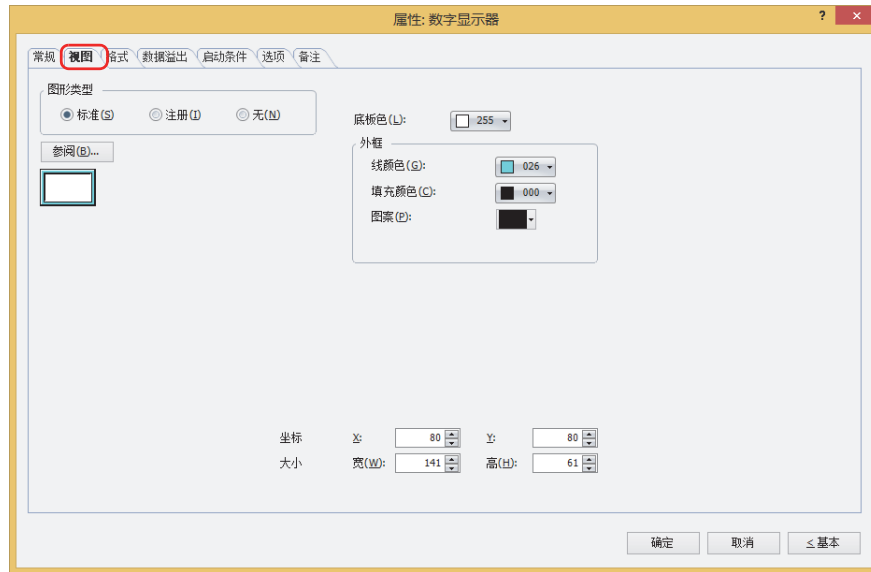 属性: 数字显示器 ? ×
常规 视图 格式 数据溢出 启动条件 选项 备注
图形类型
标准(S) 注册(I) 无(N)
底板色(L): 255
参阅(B)...
外框
线颜色(G): 026
填充颜色(C): 000
图案(P):
坐标 X: 80 Y: 80
大小 宽(W): 141 高(H): 61
确定 取消 ≤基本